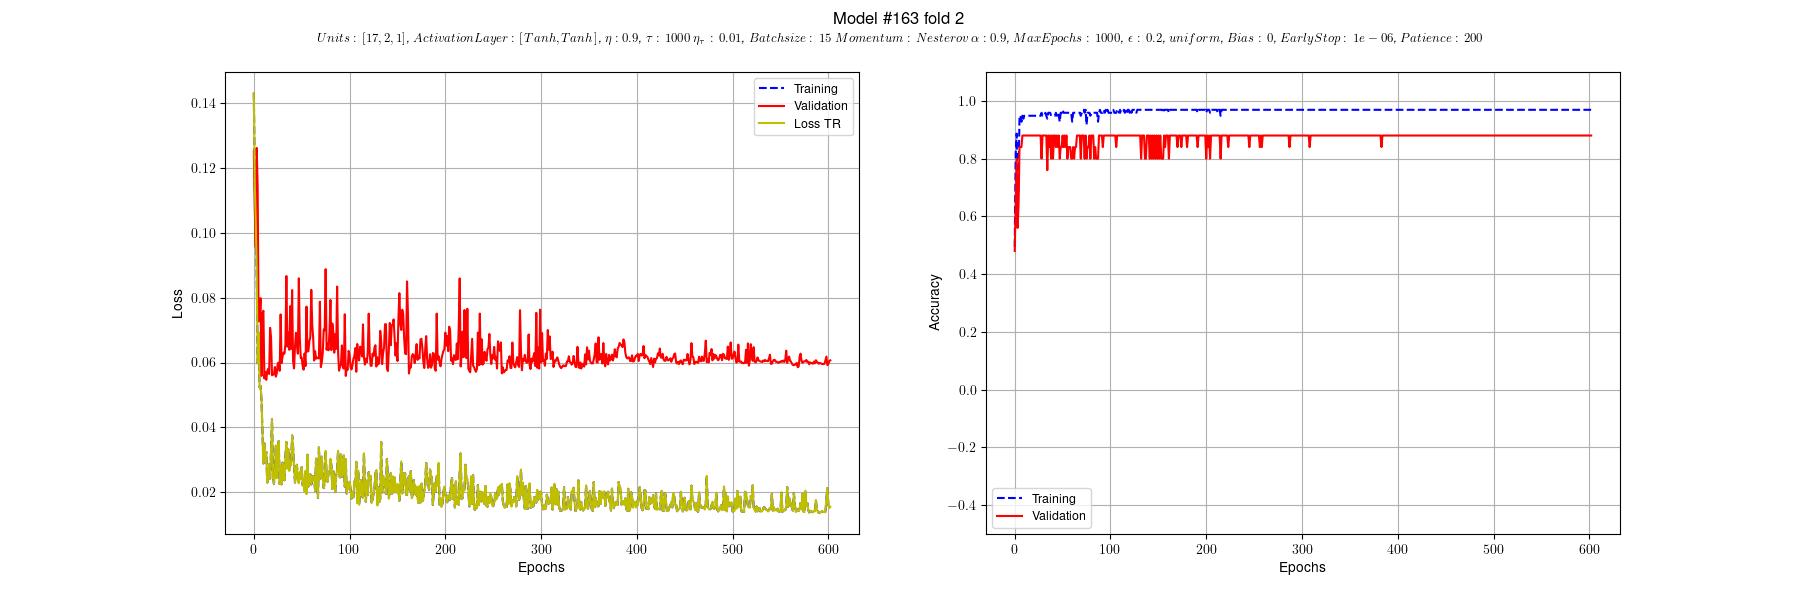 Model #163 fold 2
Units : [17, 2, 1], ActivationLayer : [Tanh, Tanh], η : 0.9, τ : 1000 ητ : 0.01, Batchsize : 15 Momentum : Nesterov α : 0.9, MaxEpochs : 1000, ϵ : 0.2, uniform, Bias : 0, EarlyStop : 1e − 06, Patience : 200
Loss
0.14
0.12
0.10
0.08
0.06
0.04
0.02
Training
Validation
Loss TR
0 100 200 300 400 500 600
Epochs
Accuracy
1.0
0.8
0.6
0.4
0.2
0.0
−0.2
−0.4
Training
Validation
0 100 200 300 400 500 600
Epochs